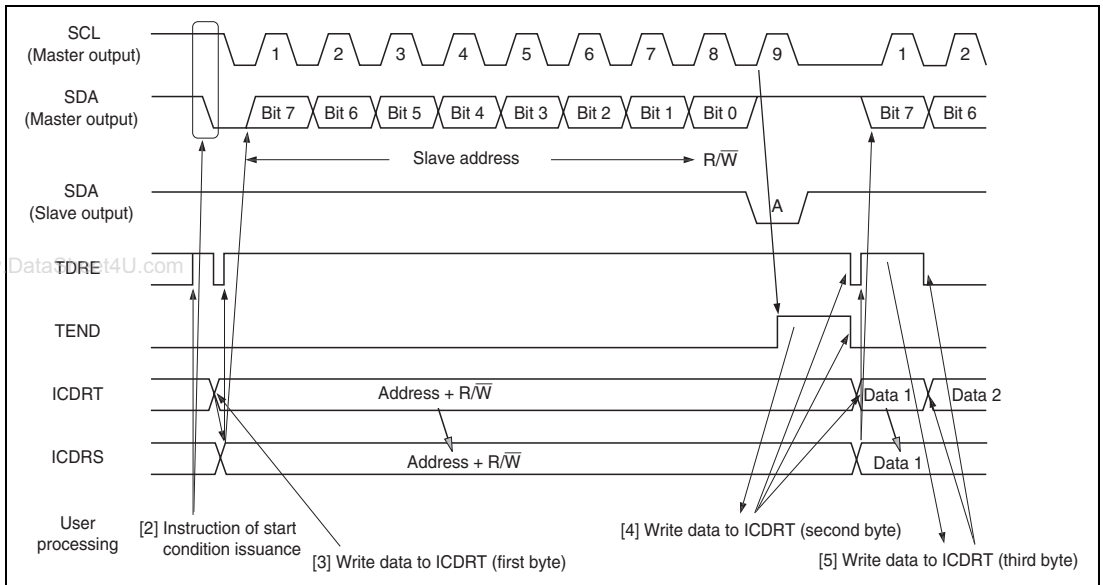 SCL
(Master output)
1 2 3 4 5 6 7 8 9 1 2
SDA
(Master output)
Bit 7 Bit 6 Bit 5 Bit 4 Bit 3 Bit 2 Bit 1 Bit 0 Bit 7 Bit 6
Slave address R/W̅
SDA
(Slave output)
A
DataSheet4U.com
TDRE
TEND
ICDRT
Address + R/W̅ Data 1 Data 2
ICDRS
Address + R/W̅ Data 1
User
processing
[2] Instruction of start
condition issuance
[3] Write data to ICDRT (first byte)
[4] Write data to ICDRT (second byte)
[5] Write data to ICDRT (third byte)